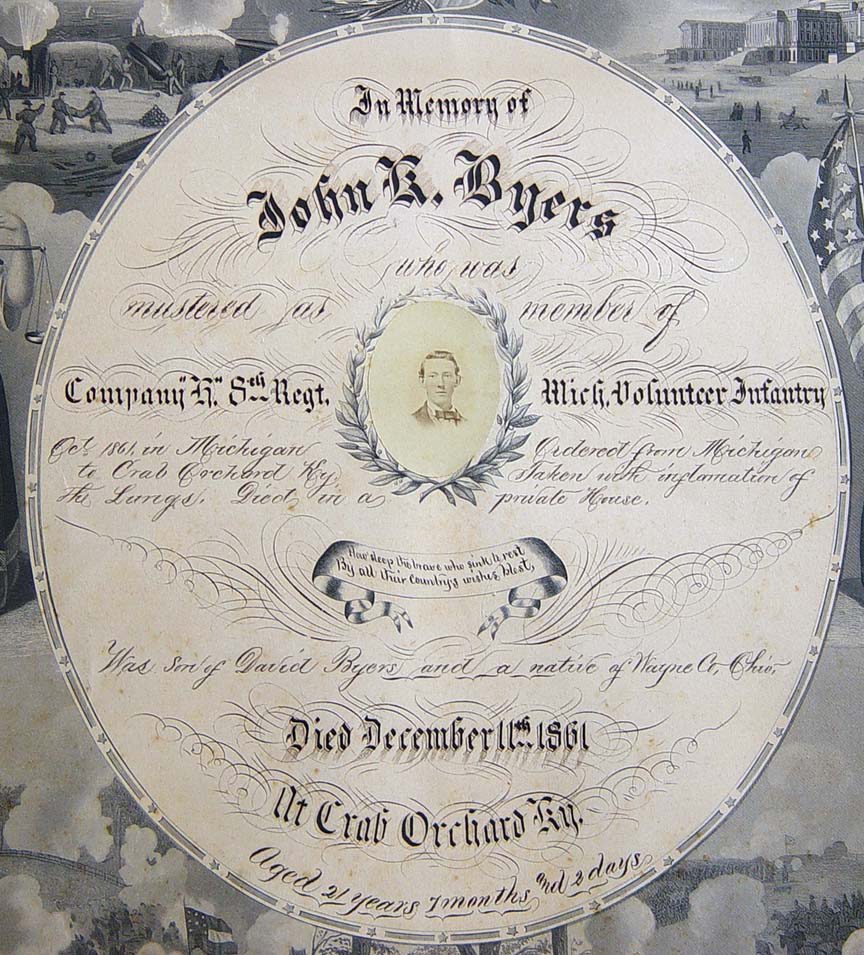 In Memory of
John K. Byers
who was
mustered as member of
Company "K" 8th Regt. Mich. Volunteer Infantry
Oct. 1861, in Michigan Ordered from Michigan
to Crab Orchard Ky Taken with inflamation of
the Lungs. Died in a private House.
How sleep the brave who sink to rest
By all their Country's wishes blest,
Was Son of David Byers and a native of Wayne Co, Ohio,
Died December 11th 1861
At Crab Orchard Ky.
Aged 21 years 7 months and 2 days